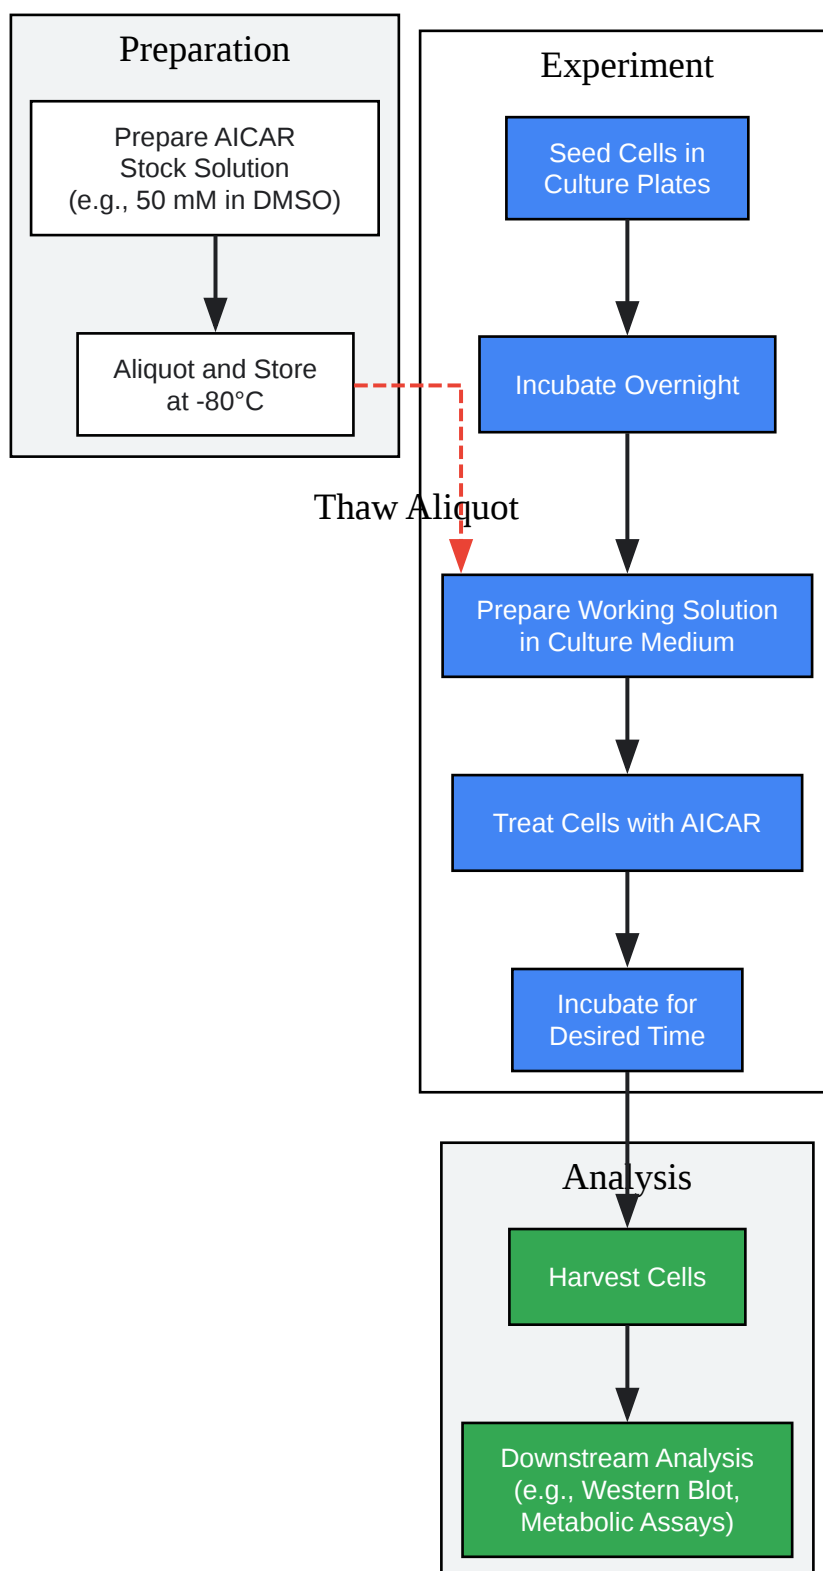 Preparation
Prepare AICAR
Stock Solution
(e.g., 50 mM in DMSO)
Aliquot and Store
at -80°C
Thaw Aliquot
Experiment
Seed Cells in
Culture Plates
Incubate Overnight
Prepare Working Solution
in Culture Medium
Treat Cells with AICAR
Incubate for
Desired Time
Analysis
Harvest Cells
Downstream Analysis
(e.g., Western Blot,
Metabolic Assays)